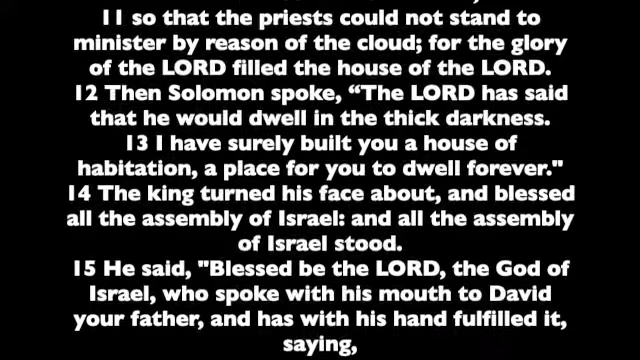 11 so that the priests could not stand to
minister by reason of the cloud; for the glory
of the LORD filled the house of the LORD.
12 Then Solomon spoke, “The LORD has said
that he would dwell in the thick darkness.
13 I have surely built you a house of
habitation, a place for you to dwell forever."
14 The king turned his face about, and blessed
all the assembly of Israel: and all the assembly
of Israel stood.
15 He said, "Blessed be the LORD, the God of
Israel, who spoke with his mouth to David
your father, and has with his hand fulfilled it,
saying,